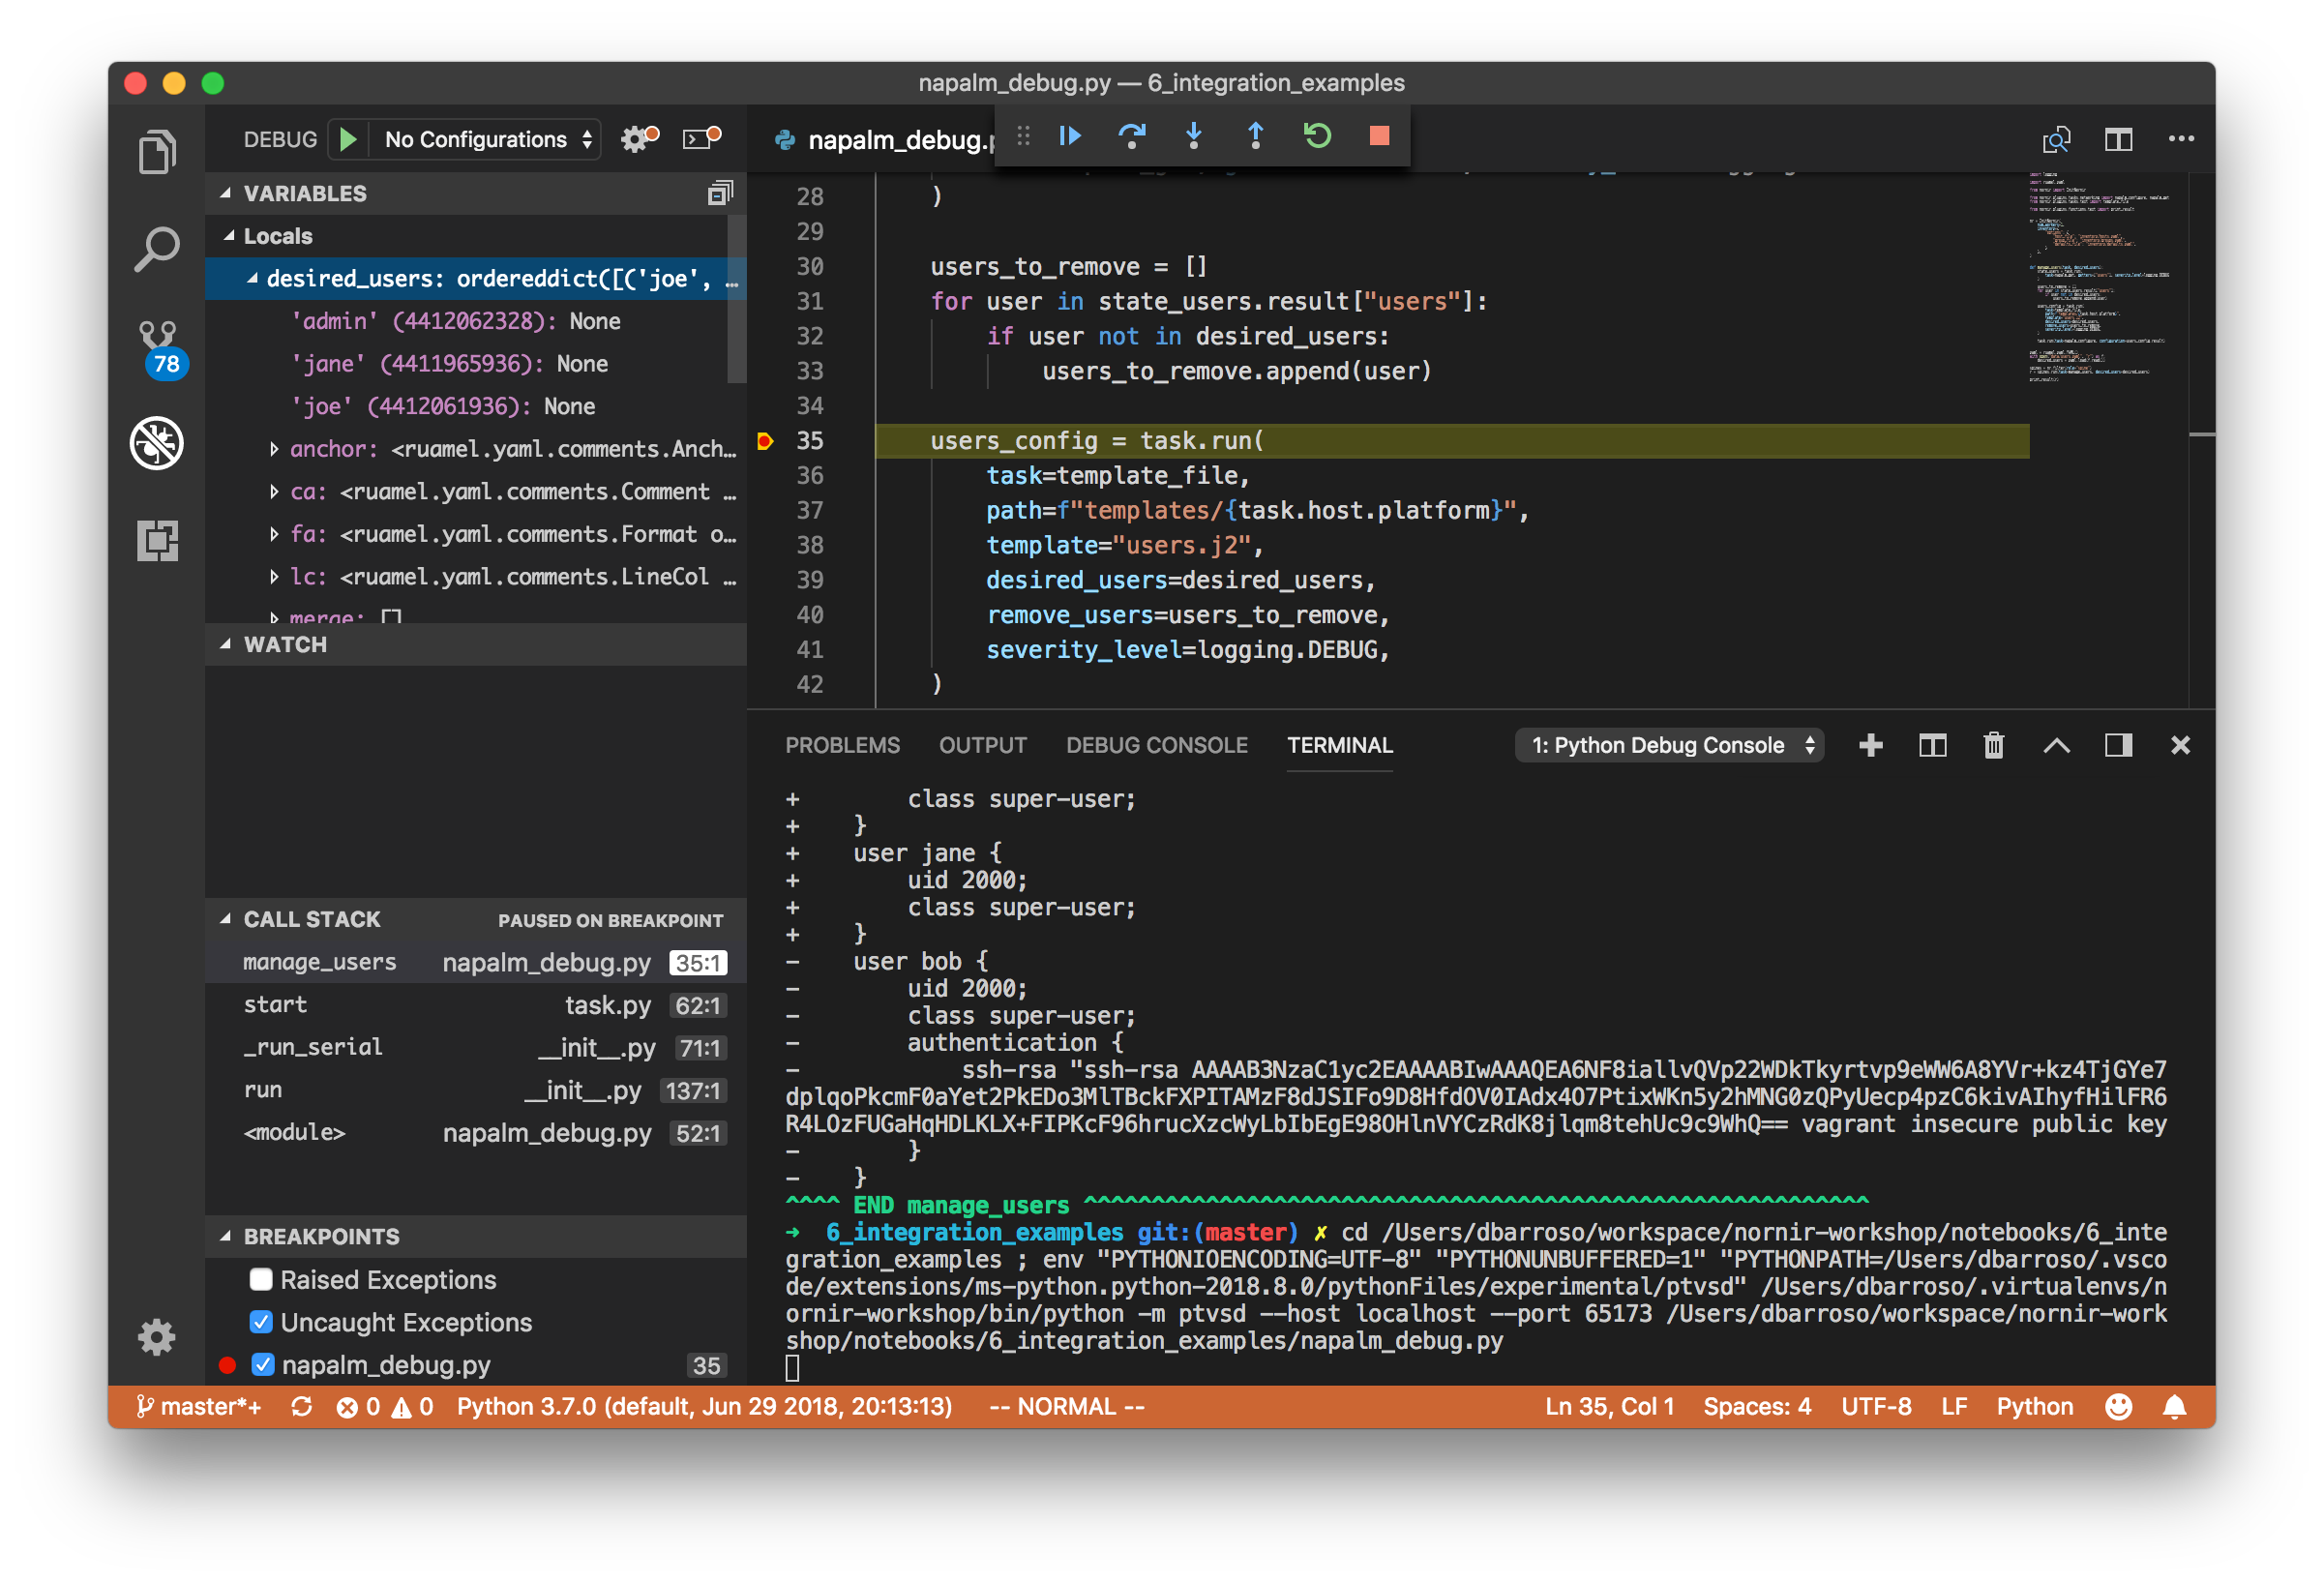 napalm_debug.py — 6_integration_examples
DEBUG
No Configurations
VARIABLES
Locals
desired_users: ordereddict([('joe', …
'admin' (4412062328): None
'jane' (4411965936): None
'joe' (4412061936): None
anchor: <ruamel.yaml.comments.Anch…
ca: <ruamel.yaml.comments.Comment …
fa: <ruamel.yaml.comments.Format o…
lc: <ruamel.yaml.comments.LineCol …
merge: []
78
WATCH
CALL STACK
PAUSED ON BREAKPOINT
manage_users napalm_debug.py 35:1
start task.py 62:1
_run_serial __init__.py 71:1
run __init__.py 137:1
<module> napalm_debug.py 52:1
BREAKPOINTS
Raised Exceptions
Uncaught Exceptions
napalm_debug.py 35
napalm_debug.p
28 )
29
30 users_to_remove = []
31 for user in state_users.result["users"]:
32 if user not in desired_users:
33 users_to_remove.append(user)
34
35 users_config = task.run(
36 task=template_file,
37 path=f"templates/{task.host.platform}",
38 template="users.j2",
39 desired_users=desired_users,
40 remove_users=users_to_remove,
41 severity_level=logging.DEBUG,
42 )
PROBLEMS OUTPUT DEBUG CONSOLE TERMINAL
1: Python Debug Console
+ class super-user;
+ }
+ user jane {
+ uid 2000;
+ class super-user;
+ }
- user bob {
- uid 2000;
- class super-user;
- authentication {
- ssh-rsa "ssh-rsa AAAAB3NzaC1yc2EAAAABIwAAAQEA6NF8iallvQVp22WDkTkyrtvp9eWW6A8YVr+kz4TjGYe7
dplqoPkcmF0aYet2PkEDo3MlTBckFXPITAMzF8dJSIFo9D8HfdOV0IAdx4O7PtixWKn5y2hMNG0zQPyUecp4pzC6kivAIhyfHilFR6
R4LOzFUGaHqHDLKLX+FIPKcF96hrucXzcWyLbIbEgE98OHlnVYCzRdK8jlqm8tehUc9c9WhQ== vagrant insecure public key
- }
- }
^^^^ END manage_users ^^^^^^^^^^^^^^^^^^^^^^^^^^^^^^^^^^^^^^^^^^^^^^^^^^^^^^^^^^
➜ 6_integration_examples git:(master) ✗ cd /Users/dbarroso/workspace/nornir-workshop/notebooks/6_inte
gration_examples ; env "PYTHONIOENCODING=UTF-8" "PYTHONUNBUFFERED=1" "PYTHONPATH=/Users/dbarroso/.vsco
de/extensions/ms-python.python-2018.8.0/pythonFiles/experimental/ptvsd" /Users/dbarroso/.virtualenvs/n
ornir-workshop/bin/python -m ptvsd --host localhost --port 65173 /Users/dbarroso/workspace/nornir-work
shop/notebooks/6_integration_examples/napalm_debug.py
master*+ 0 0 Python 3.7.0 (default, Jun 29 2018, 20:13:13) -- NORMAL -- Ln 35, Col 1 Spaces: 4 UTF-8 LF Python